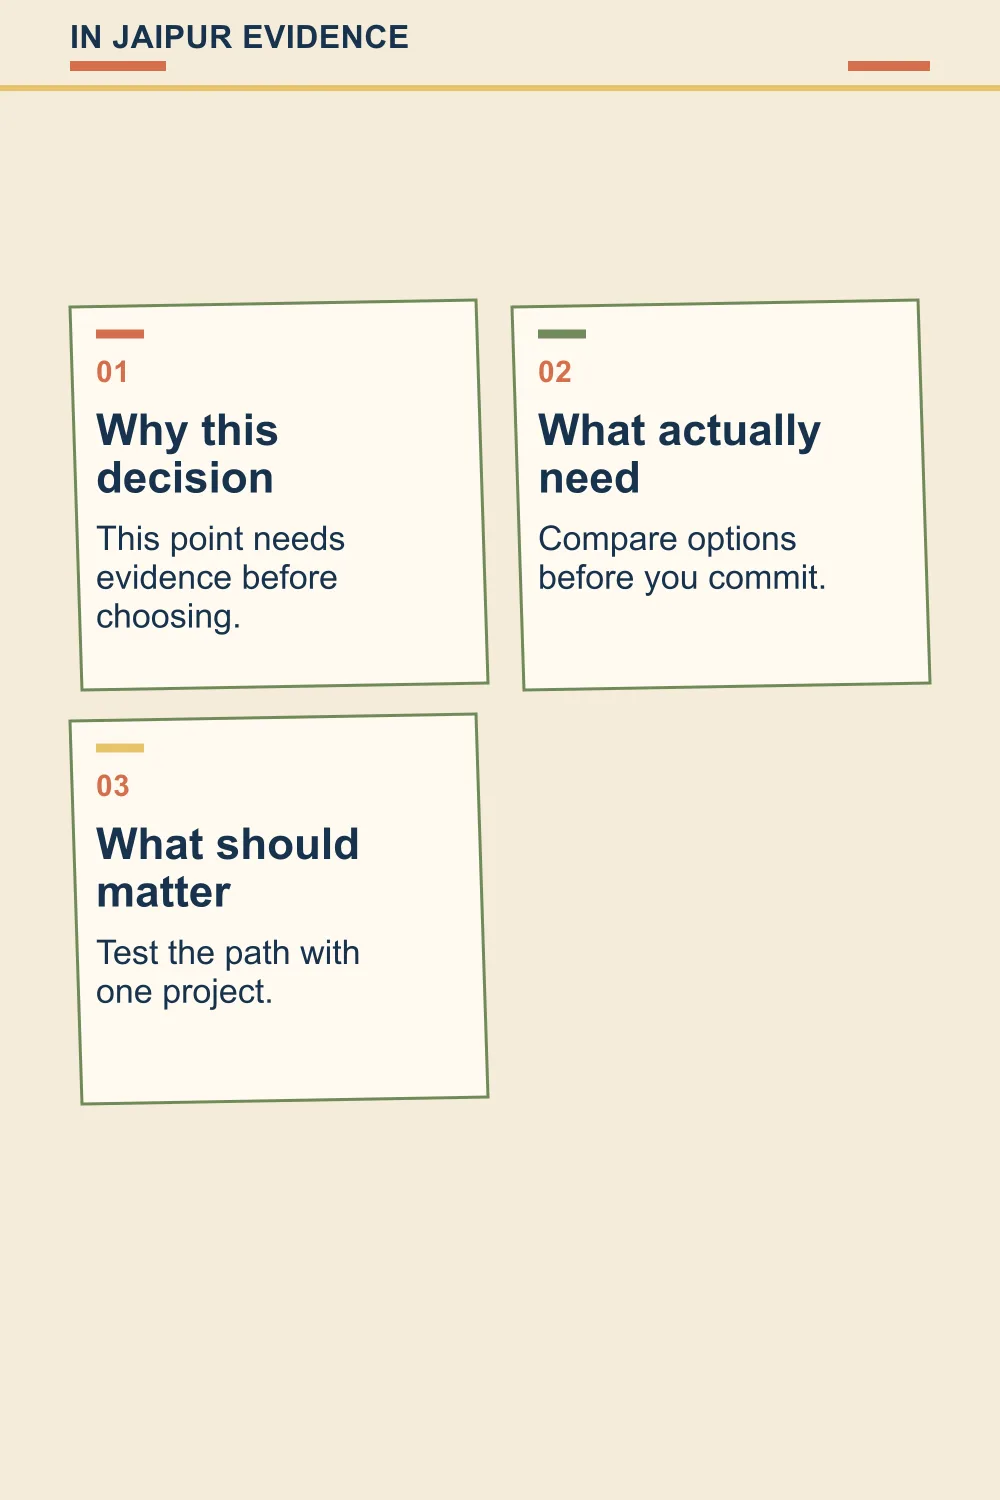 IN JAIPUR EVIDENCE
01
Why this
decision
This point needs
evidence before
choosing.
02
What actually
need
Compare options
before you commit.
03
What should
matter
Test the path with
one project.